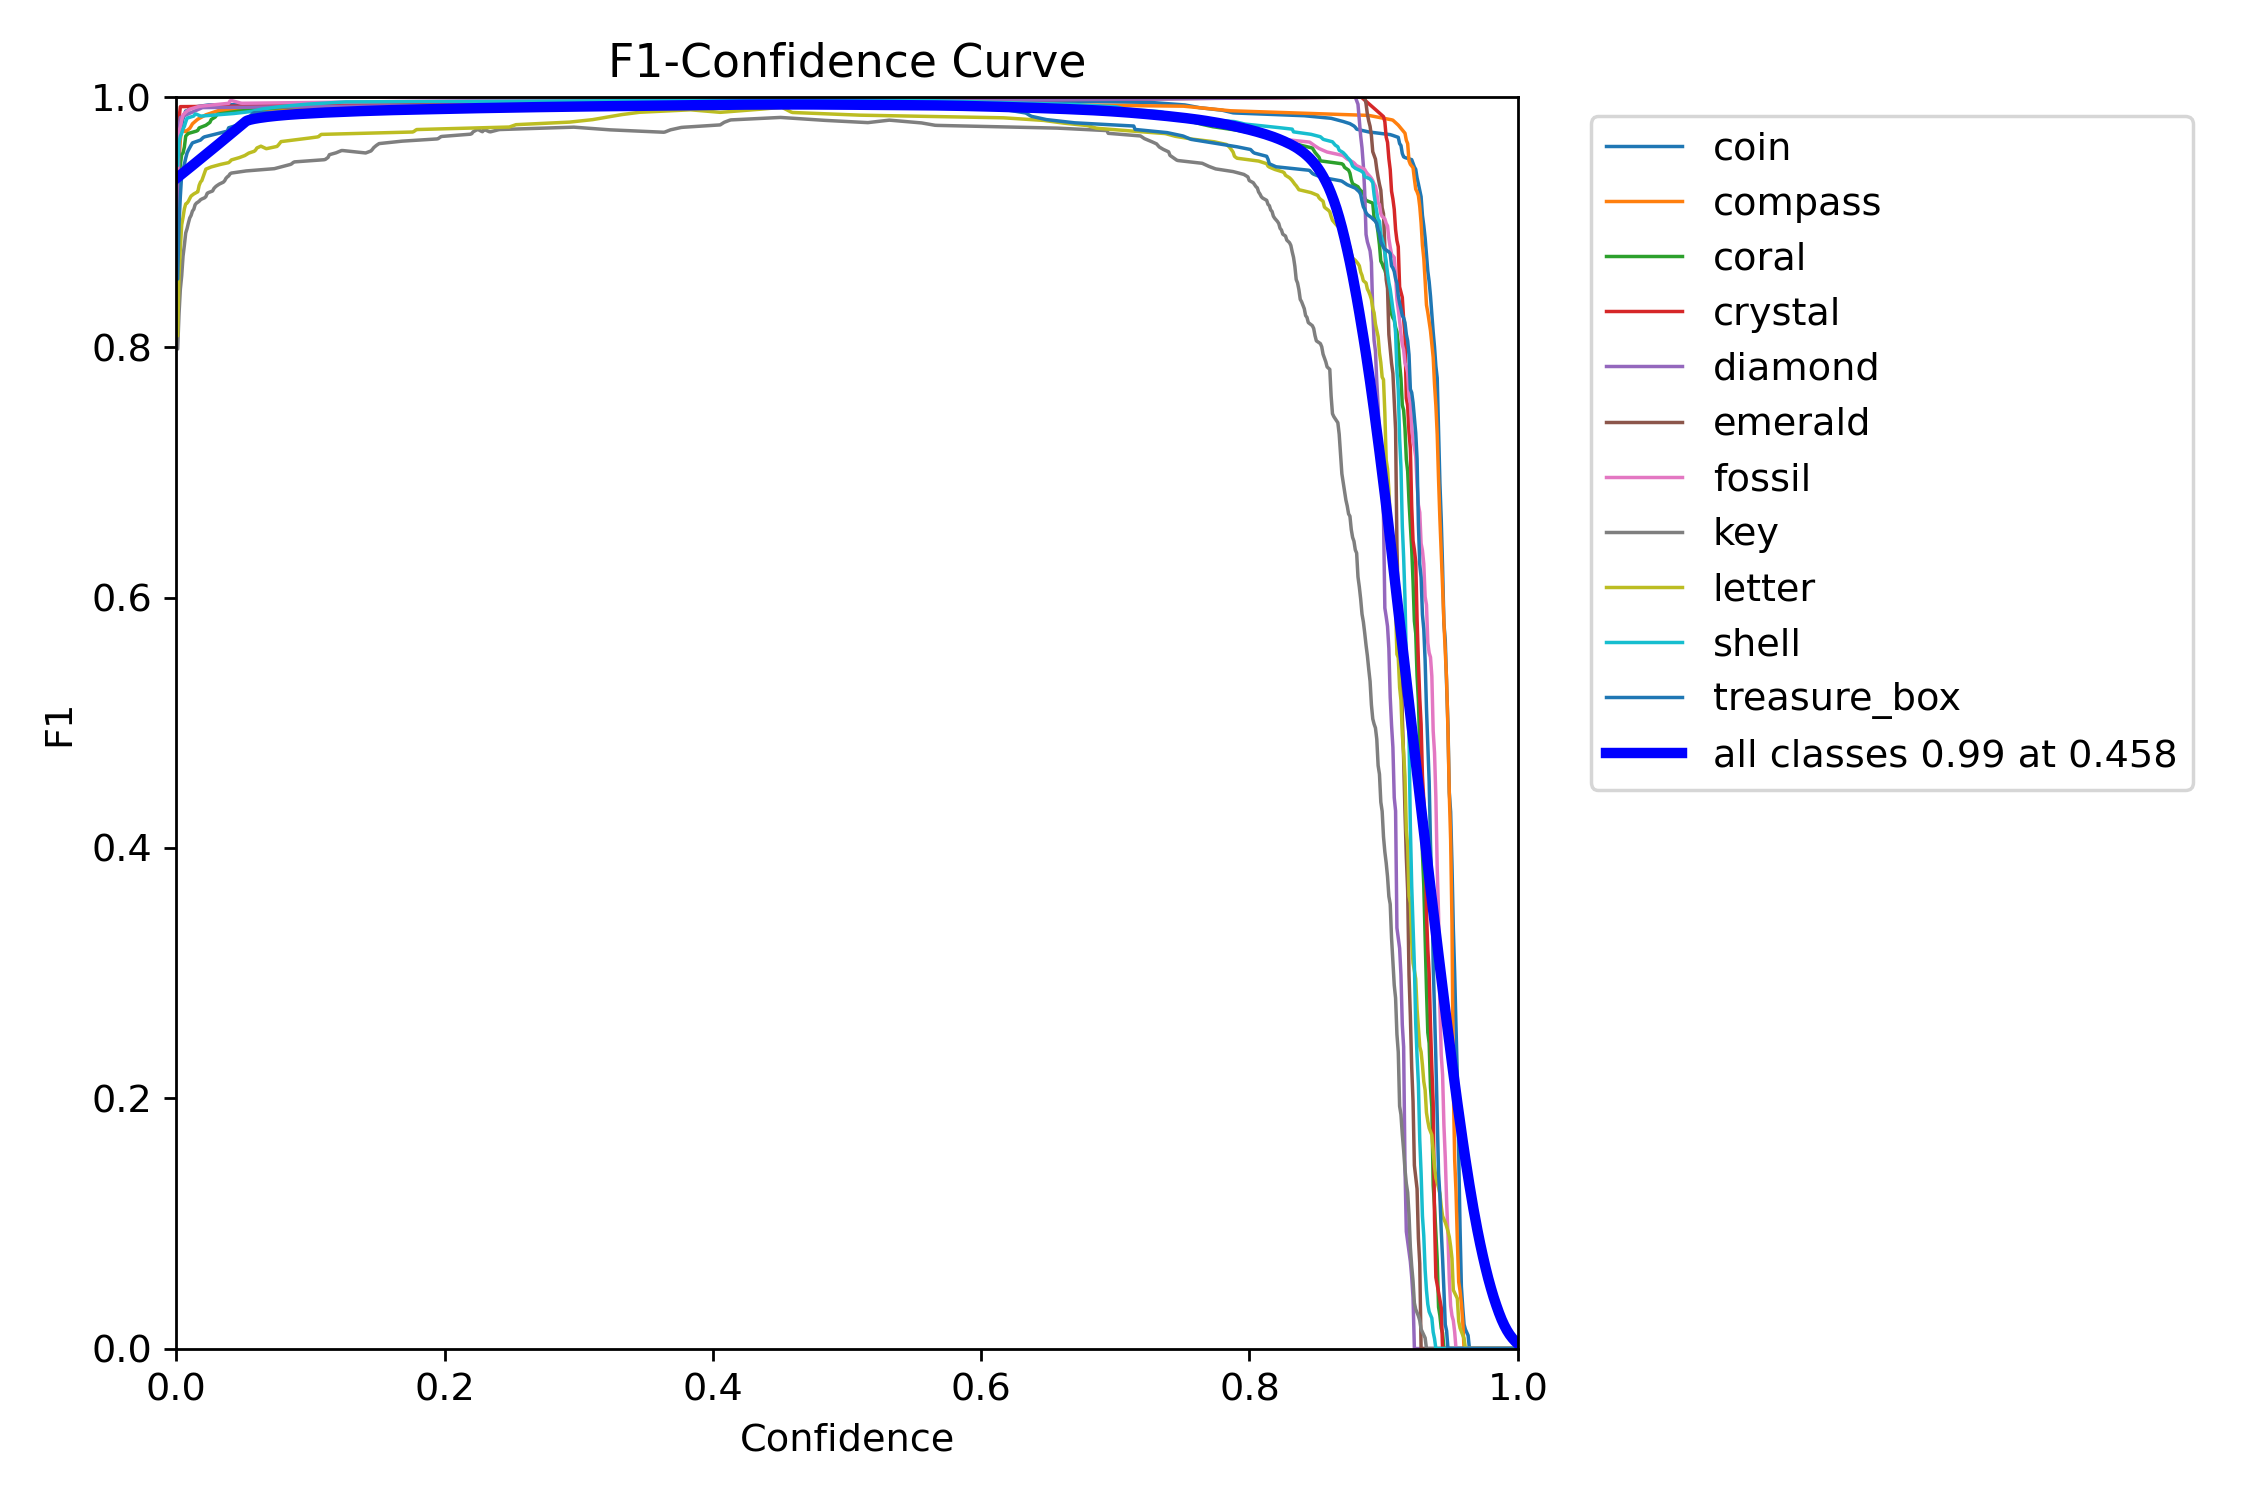 F1-Confidence Curve
1.0
0.8
0.6
0.4
0.2
0.0
F1
0.0 0.2 0.4 0.6 0.8 1.0
Confidence
coin
compass
coral
crystal
diamond
emerald
fossil
key
letter
shell
treasure_box
all classes 0.99 at 0.458